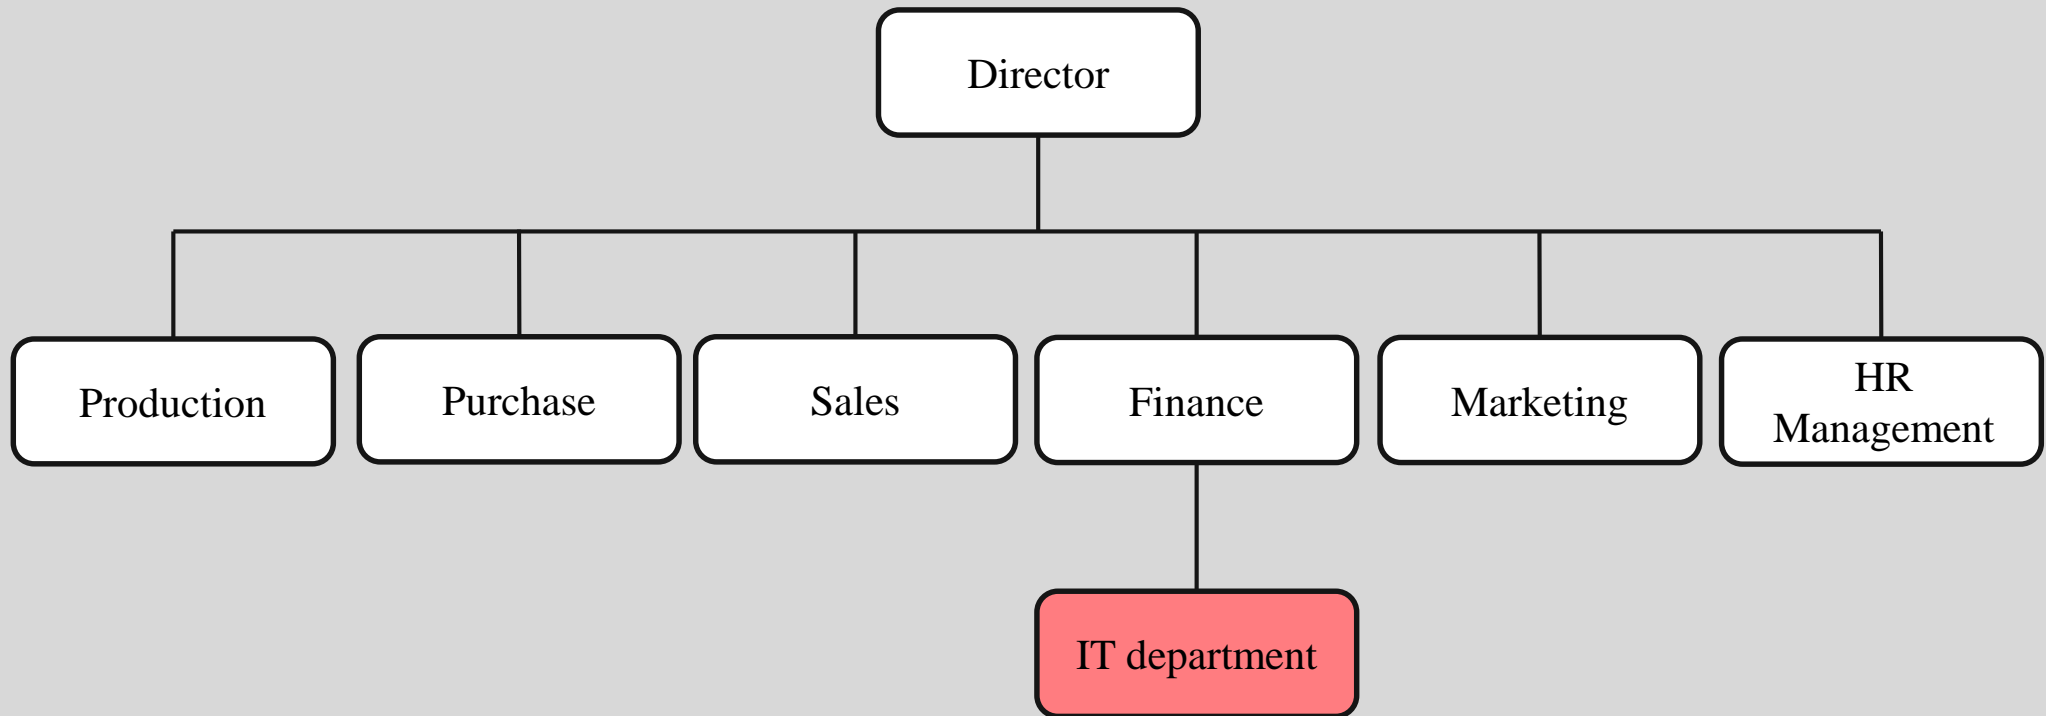 Director
Production
Purchase
Sales
Finance
Marketing
HR
Management
IT department